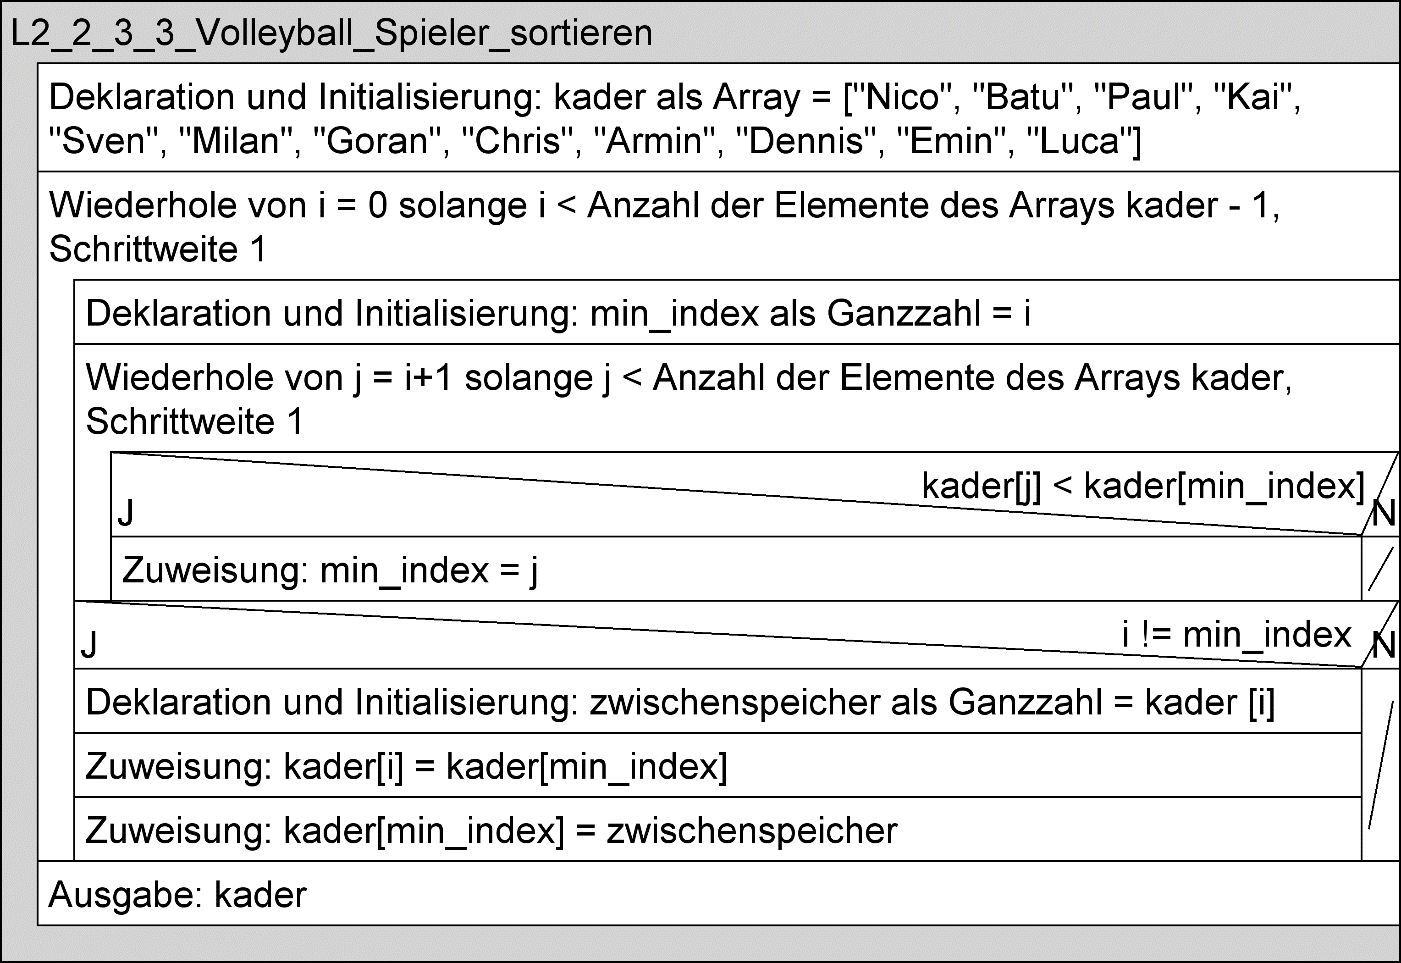 L2_2_3_3_Volleyball_Spieler_sortieren
Deklaration und Initialisierung: kader als Array = ["Nico", "Batu", "Paul", "Kai",
"Sven", "Milan", "Goran", "Chris", "Armin", "Dennis", "Emin", "Luca"]
Wiederhole von i = 0 solange i < Anzahl der Elemente des Arrays kader - 1,
Schrittweite 1
Deklaration und Initialisierung: min_index als Ganzzahl = i
Wiederhole von j = i+1 solange j < Anzahl der Elemente des Arrays kader,
Schrittweite 1
kader[j] < kader[min_index]
J N
Zuweisung: min_index = j
i != min_index
J N
Deklaration und Initialisierung: zwischenspeicher als Ganzzahl = kader [i]
Zuweisung: kader[i] = kader[min_index]
Zuweisung: kader[min_index] = zwischenspeicher
Ausgabe: kader